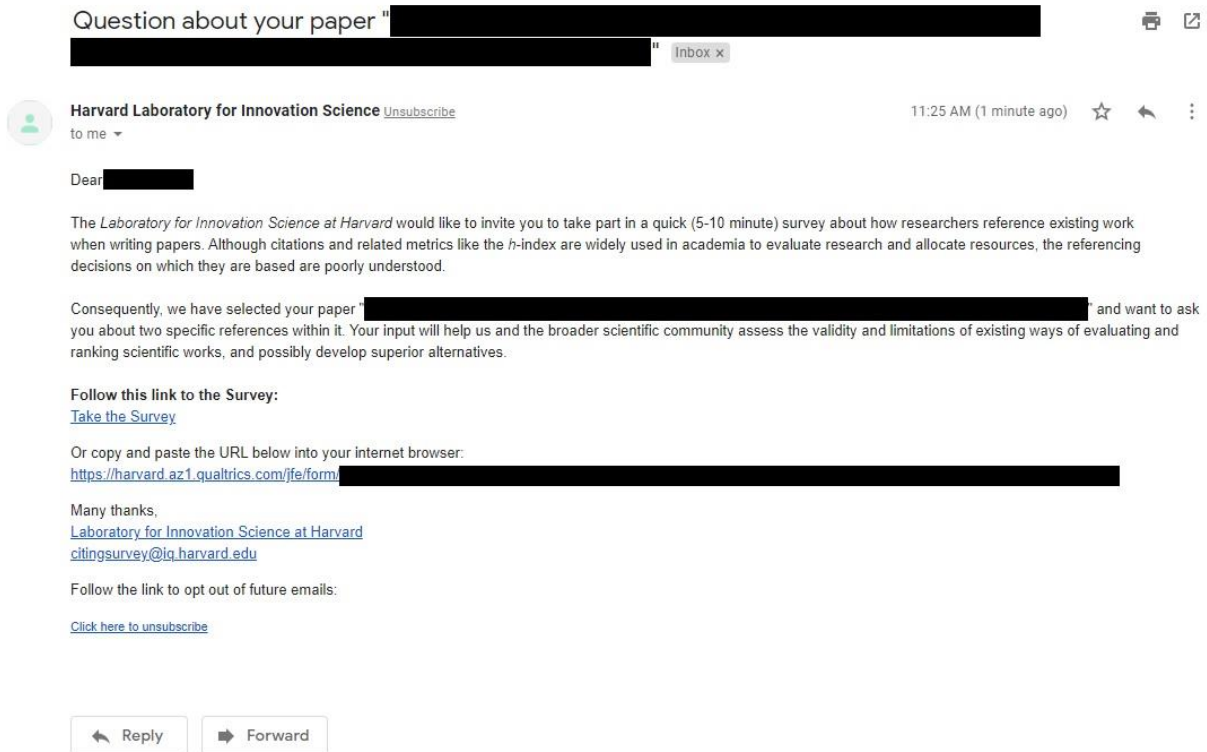 Question about your paper "
" Inbox x
Harvard Laboratory for Innovation Science Unsubscribe 11:25 AM (1 minute ago)
to me
Dear
The Laboratory for Innovation Science at Harvard would like to invite you to take part in a quick (5-10 minute) survey about how researchers reference existing work
when writing papers. Although citations and related metrics like the h-index are widely used in academia to evaluate research and allocate resources, the referencing
decisions on which they are based are poorly understood.
Consequently, we have selected your paper " " and want to ask
you about two specific references within it. Your input will help us and the broader scientific community assess the validity and limitations of existing ways of evaluating and
ranking scientific works, and possibly develop superior alternatives.
Follow this link to the Survey:
Take the Survey
Or copy and paste the URL below into your internet browser:
https://harvard.az1.qualtrics.com/jfe/form/
Many thanks,
Laboratory for Innovation Science at Harvard
citingsurvey@iq.harvard.edu
Follow the link to opt out of future emails:
Click here to unsubscribe
Reply Forward